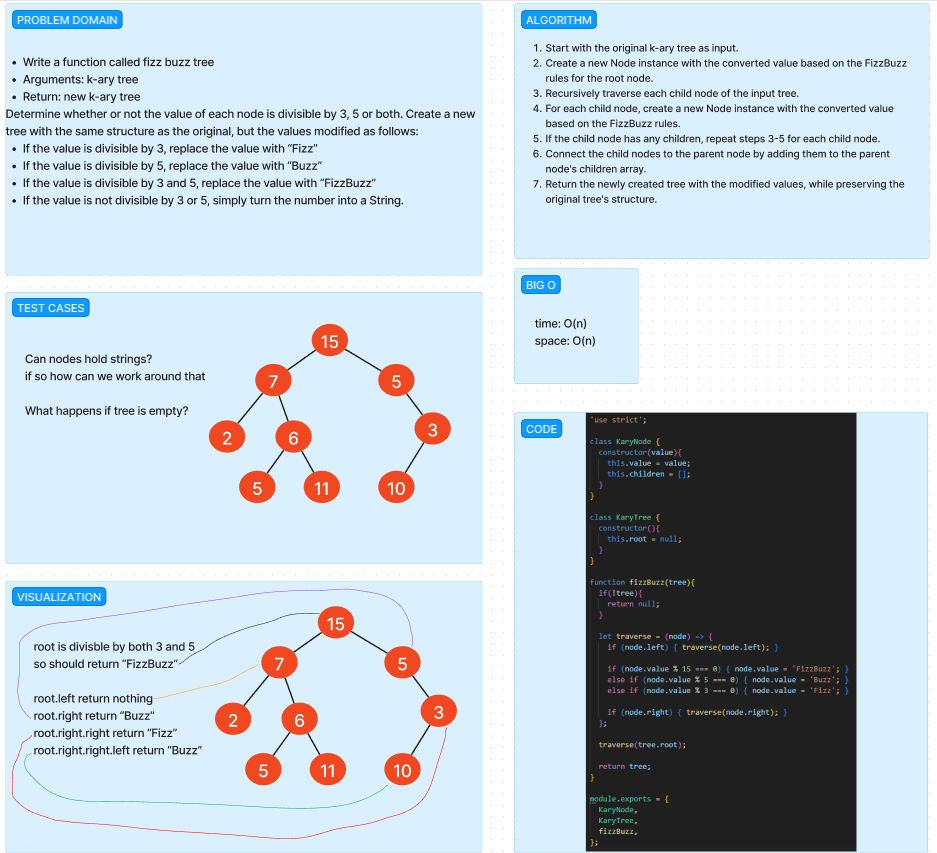 PROBLEM DOMAIN
• Write a function called fizz buzz tree
• Arguments: k-ary tree
• Return: new k-ary tree
Determine whether or not the value of each node is divisible by 3, 5 or both. Create a new
tree with the same structure as the original, but the values modified as follows:
• If the value is divisible by 3, replace the value with “Fizz”
• If the value is divisible by 5, replace the value with “Buzz”
• If the value is divisible by 3 and 5, replace the value with “FizzBuzz”
• If the value is not divisible by 3 or 5, simply turn the number into a String.
TEST CASES
Can nodes hold strings?
if so how can we work around that
What happens if tree is empty?
15
7
5
2
6
3
5
11
10
VISUALIZATION
root is divisble by both 3 and 5
so should return “FizzBuzz”
root.left return nothing
root.right return “Buzz”
root.right.right return “Fizz”
root.right.right.left return “Buzz”
15
7
5
2
6
3
5
11
10
ALGORITHM
1. Start with the original k-ary tree as input.
2. Create a new Node instance with the converted value based on the FizzBuzz
rules for the root node.
3. Recursively traverse each child node of the input tree.
4. For each child node, create a new Node instance with the converted value
based on the FizzBuzz rules.
5. If the child node has any children, repeat steps 3-5 for each child node.
6. Connect the child nodes to the parent node by adding them to the parent
node's children array.
7. Return the newly created tree with the modified values, while preserving the
original tree's structure.
BIG O
time: O(n)
space: O(n)
CODE
'use strict';
class KaryNode {
constructor(value){
this.value = value;
this.children = [];
}
}
class KaryTree {
constructor(){
this.root = null;
}
}
function fizzBuzz(tree){
if(!tree){
return null;
}
let traverse = (node) => {
if (node.left) { traverse(node.left); }
if (node.value % 15 === 0) { node.value = 'FizzBuzz'; }
else if (node.value % 5 === 0) { node.value = 'Buzz'; }
else if (node.value % 3 === 0) { node.value = 'Fizz'; }
if (node.right) { traverse(node.right); }
};
traverse(tree.root);
return tree;
}
module.exports = {
KaryNode,
KaryTree,
fizzBuzz,
};